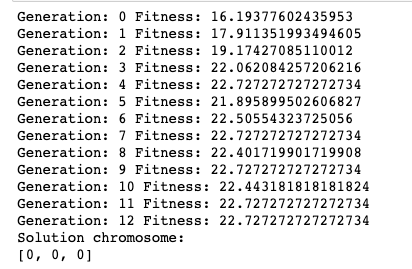 Generation: 0 Fitness: 16.19377602435953
Generation: 1 Fitness: 17.911351993494605
Generation: 2 Fitness: 19.17427085110012
Generation: 3 Fitness: 22.062084257206216
Generation: 4 Fitness: 22.727272727272734
Generation: 5 Fitness: 21.895899502606827
Generation: 6 Fitness: 22.50554323725056
Generation: 7 Fitness: 22.727272727272734
Generation: 8 Fitness: 22.401719901719908
Generation: 9 Fitness: 22.727272727272734
Generation: 10 Fitness: 22.443181818181824
Generation: 11 Fitness: 22.727272727272734
Generation: 12 Fitness: 22.727272727272734
Solution chromosome:
[0, 0, 0]